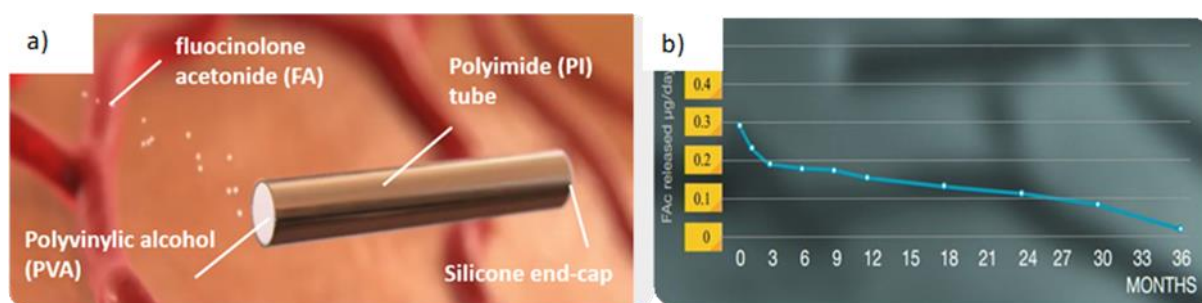 a)
fluocinolone
acetonide (FA)
Polyimide (PI)
tube
Polyvinylic alcohol
(PVA)
Silicone end-cap
b)
FAc released µg/day
0.4
0.3
0.2
0.1
0
0 3 6 9 12 15 18 21 24 27 30 33 36
MONTHS